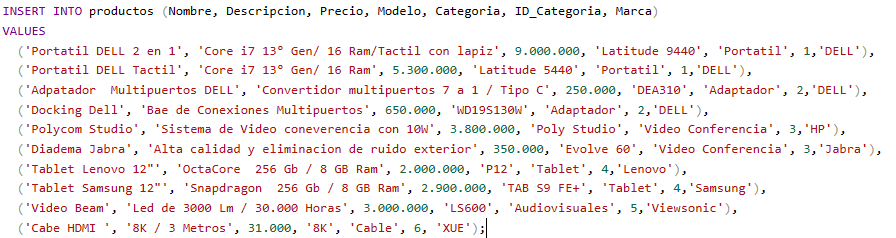 INSERT INTO productos (Nombre, Descripcion, Precio, Modelo, Categoria, ID_Categoria, Marca)
VALUES
('Portatil DELL 2 en 1', 'Core i7 13° Gen/ 16 Ram/Tactil con lapiz', 9.000.000, 'Latitude 9440', 'Portatil', 1,'DELL'),
('Portatil DELL Tactil', 'Core i7 13° Gen/ 16 Ram', 5.300.000, 'Latitude 5440', 'Portatil', 1,'DELL'),
('Adpatador  Multipuertos DELL', 'Convertidor multipuertos 7 a 1 / Tipo C', 250.000, 'DEA310', 'Adaptador', 2,'DELL'),
('Docking Dell', 'Bae de Conexiones Multipuertos', 650.000, 'WD19S130W', 'Adaptador', 2,'DELL'),
('Polycom Studio', 'Sistema de Video coneverencia con 10W', 3.800.000, 'Poly Studio', 'Video Conferencia', 3,'HP'),
('Diadema Jabra', 'Alta calidad y eliminacion de ruido exterior', 350.000, 'Evolve 60', 'Video Conferencia', 3,'Jabra'),
('Tablet Lenovo 12"', 'OctaCore  256 Gb / 8 GB Ram', 2.000.000, 'P12', 'Tablet', 4,'Lenovo'),
('Tablet Samsung 12"', 'Snapdragon  256 Gb / 8 GB Ram', 2.900.000, 'TAB S9 FE+', 'Tablet', 4,'Samsung'),
('Video Beam', 'Led de 3000 Lm / 30.000 Horas', 3.000.000, 'LS600', 'Audiovisuales', 5,'Viewsonic'),
('Cabe HDMI ', '8K / 3 Metros', 31.000, '8K', 'Cable', 6, 'XUE');